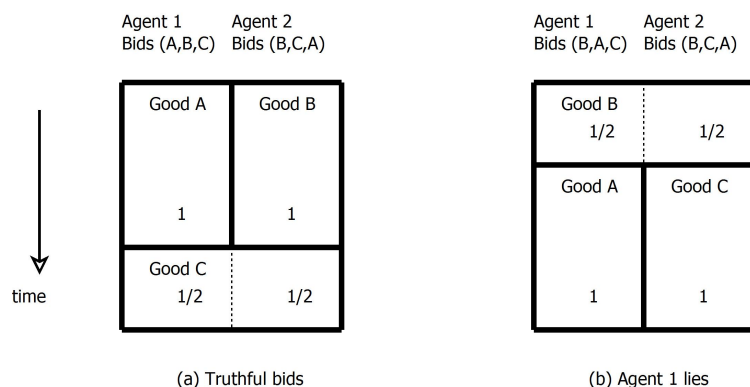 Agent 1
Bids (A,B,C)
Agent 2
Bids (B,C,A)
Good A
Good B
1
1
Good C
1/2
1/2
time
(a) Truthful bids
Agent 1
Bids (B,A,C)
Agent 2
Bids (B,C,A)
Good B
1/2
1/2
Good A
Good C
1
1
(b) Agent 1 lies